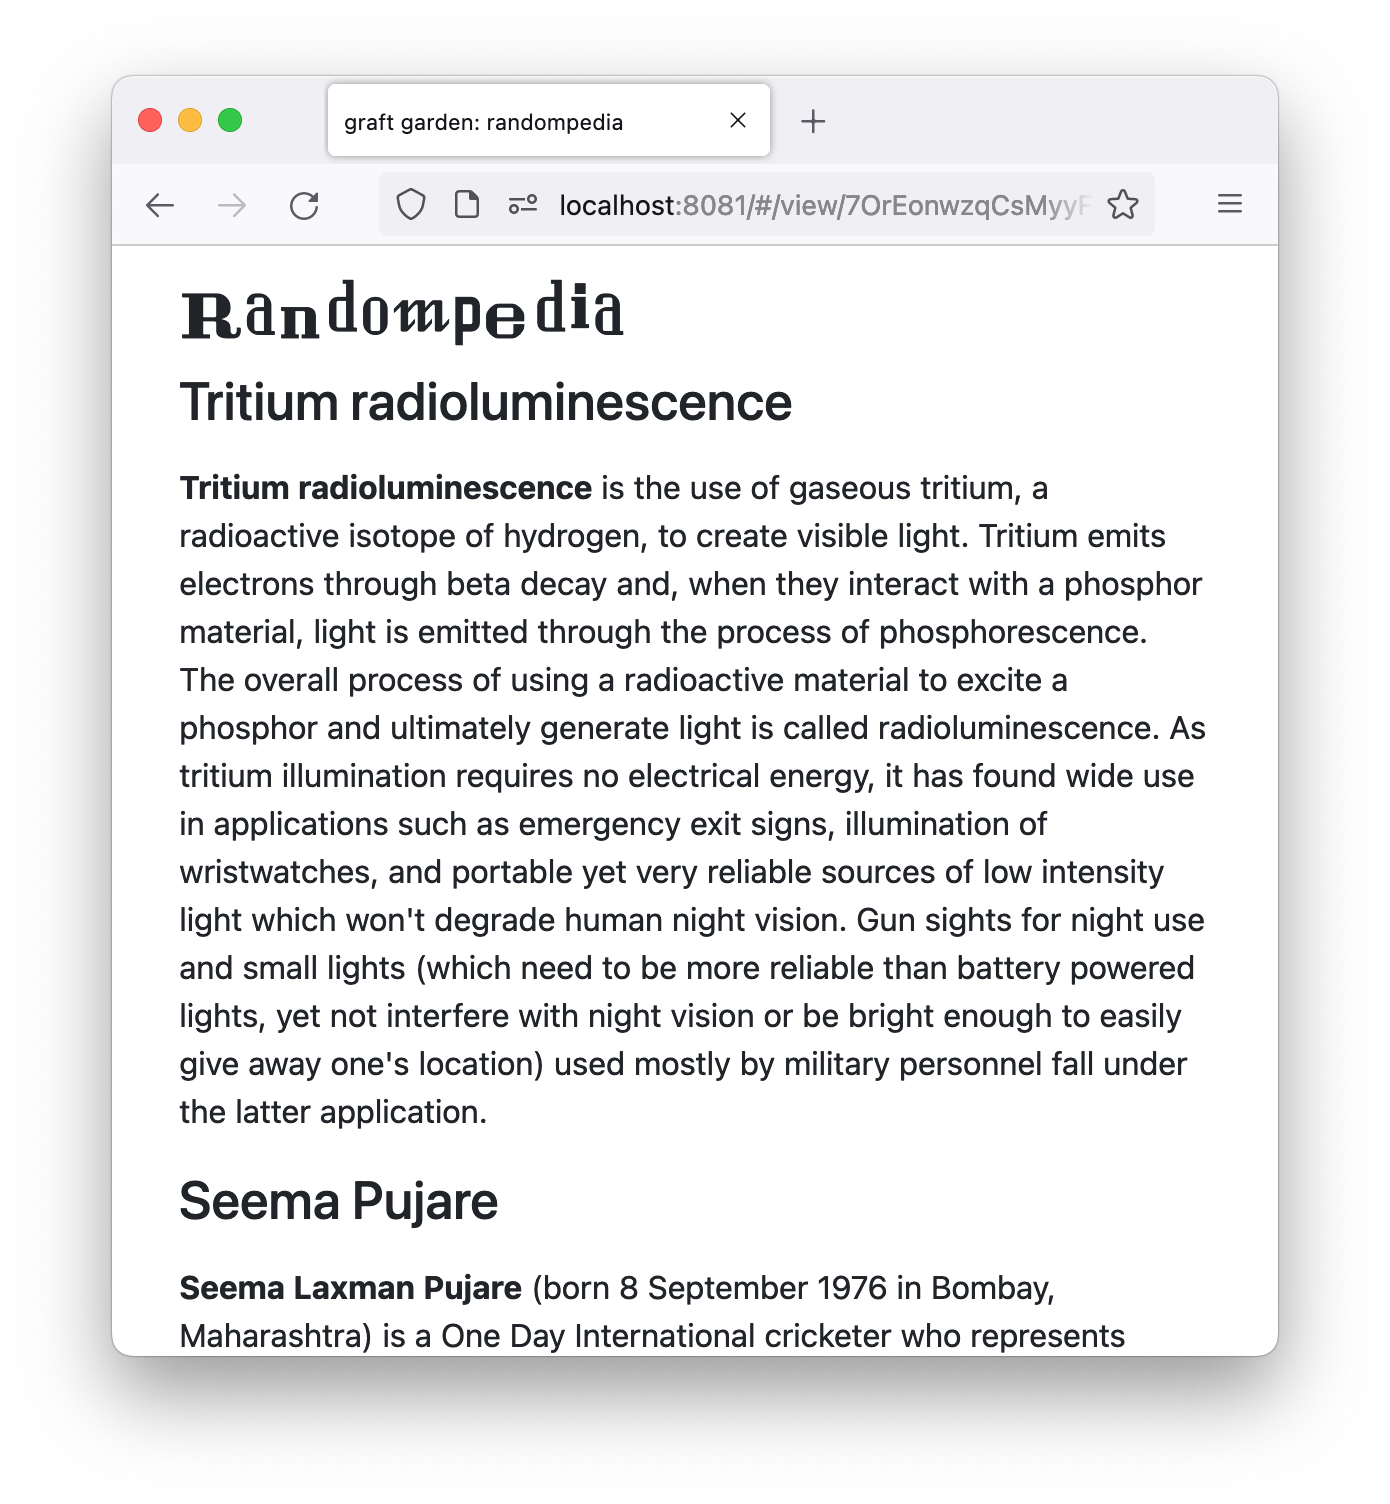 graft garden: randompedia
localhost:8081/#/view/7OrEonwzqCsMyy
Randompedia
Tritium radioluminescence
Tritium radioluminescence is the use of gaseous tritium, a
radioactive isotope of hydrogen, to create visible light. Tritium emits
electrons through beta decay and, when they interact with a phosphor
material, light is emitted through the process of phosphorescence.
The overall process of using a radioactive material to excite a
phosphor and ultimately generate light is called radioluminescence. As
tritium illumination requires no electrical energy, it has found wide use
in applications such as emergency exit signs, illumination of
wristwatches, and portable yet very reliable sources of low intensity
light which won't degrade human night vision. Gun sights for night use
and small lights (which need to be more reliable than battery powered
lights, yet not interfere with night vision or be bright enough to easily
give away one's location) used mostly by military personnel fall under
the latter application.
Seema Pujare
Seema Laxman Pujare (born 8 September 1976 in Bombay,
Maharashtra) is a One Day International cricketer who represents